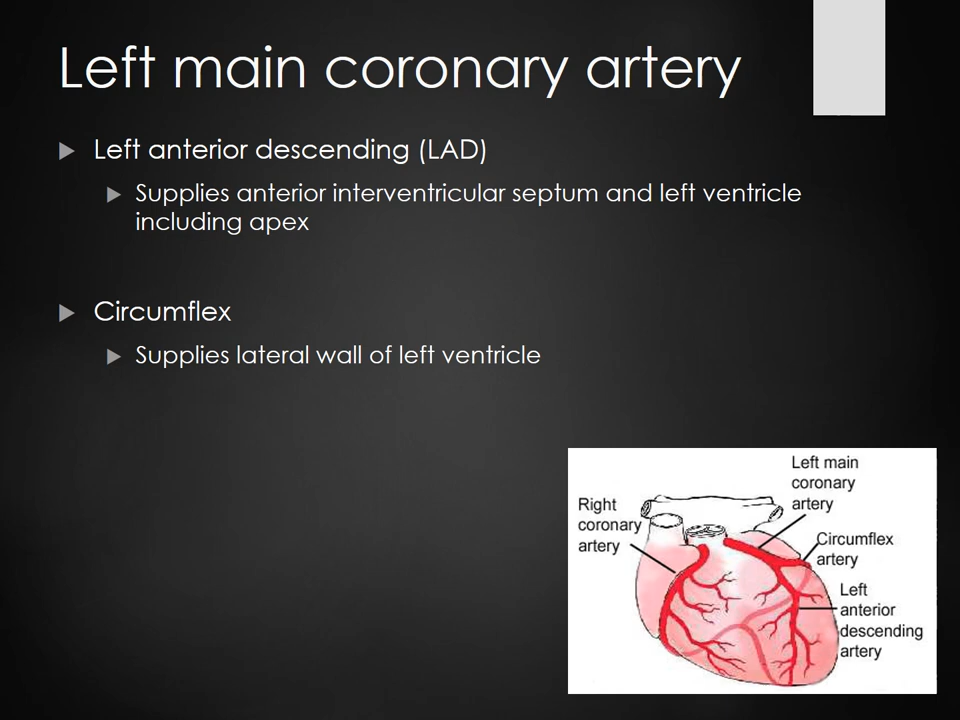 Left main coronary artery
Left anterior descending (LAD)
Supplies anterior interventricular septum and left ventricle
including apex
Circumflex
Supplies lateral wall of left ventricle
Left main
coronary
artery
Right
coronary
artery
Circumflex
artery
Left
anterior
descending
artery